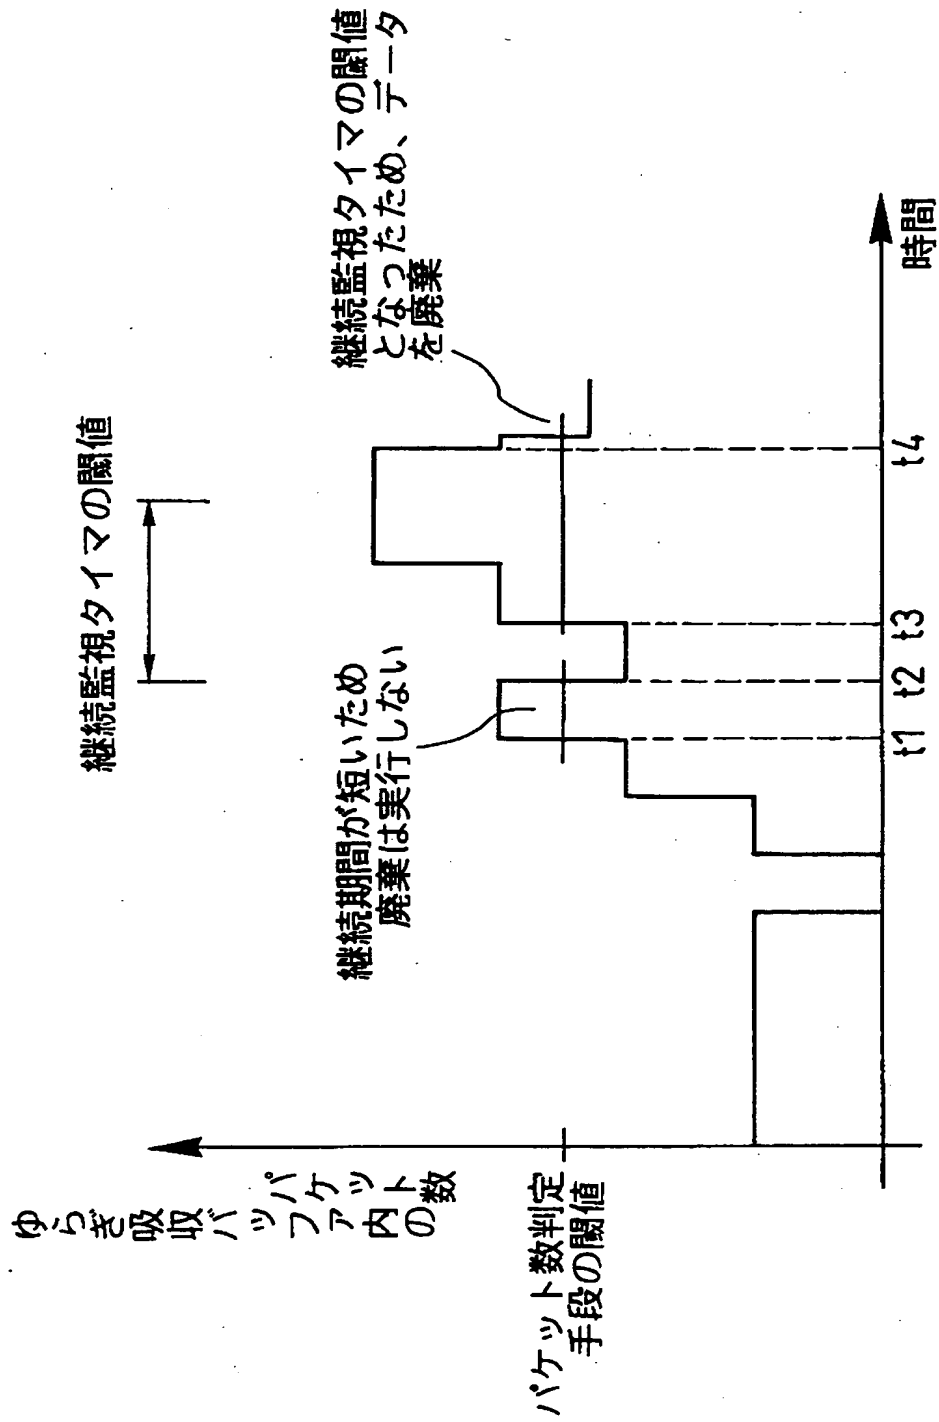 ゆらぎ吸収バッファ内の
パケット数
パケット数判定
手段の閾値
継続監視タイマの閾値
継続期間が短いため
廃棄は実行しない
継続監視タイマの閾値
となったため、データ
を廃棄
t1
t2
t3
t4
時間